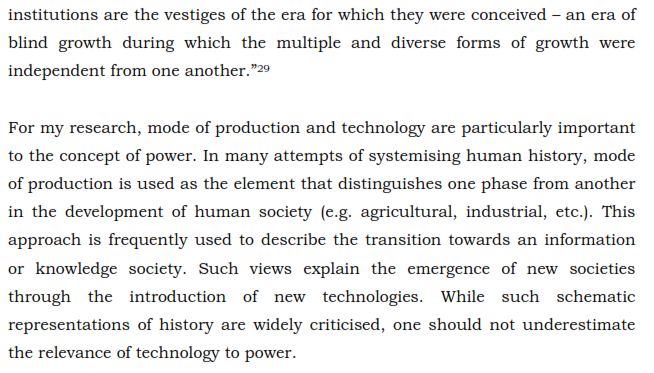 institutions are the vestiges of the era for which they were conceived – an era of
blind growth during which the multiple and diverse forms of growth were
independent from one another.”29
For my research, mode of production and technology are particularly important
to the concept of power. In many attempts of systemising human history, mode
of production is used as the element that distinguishes one phase from another
in the development of human society (e.g. agricultural, industrial, etc.). This
approach is frequently used to describe the transition towards an information
or knowledge society. Such views explain the emergence of new societies
through the introduction of new technologies. While such schematic
representations of history are widely criticised, one should not underestimate
the relevance of technology to power.